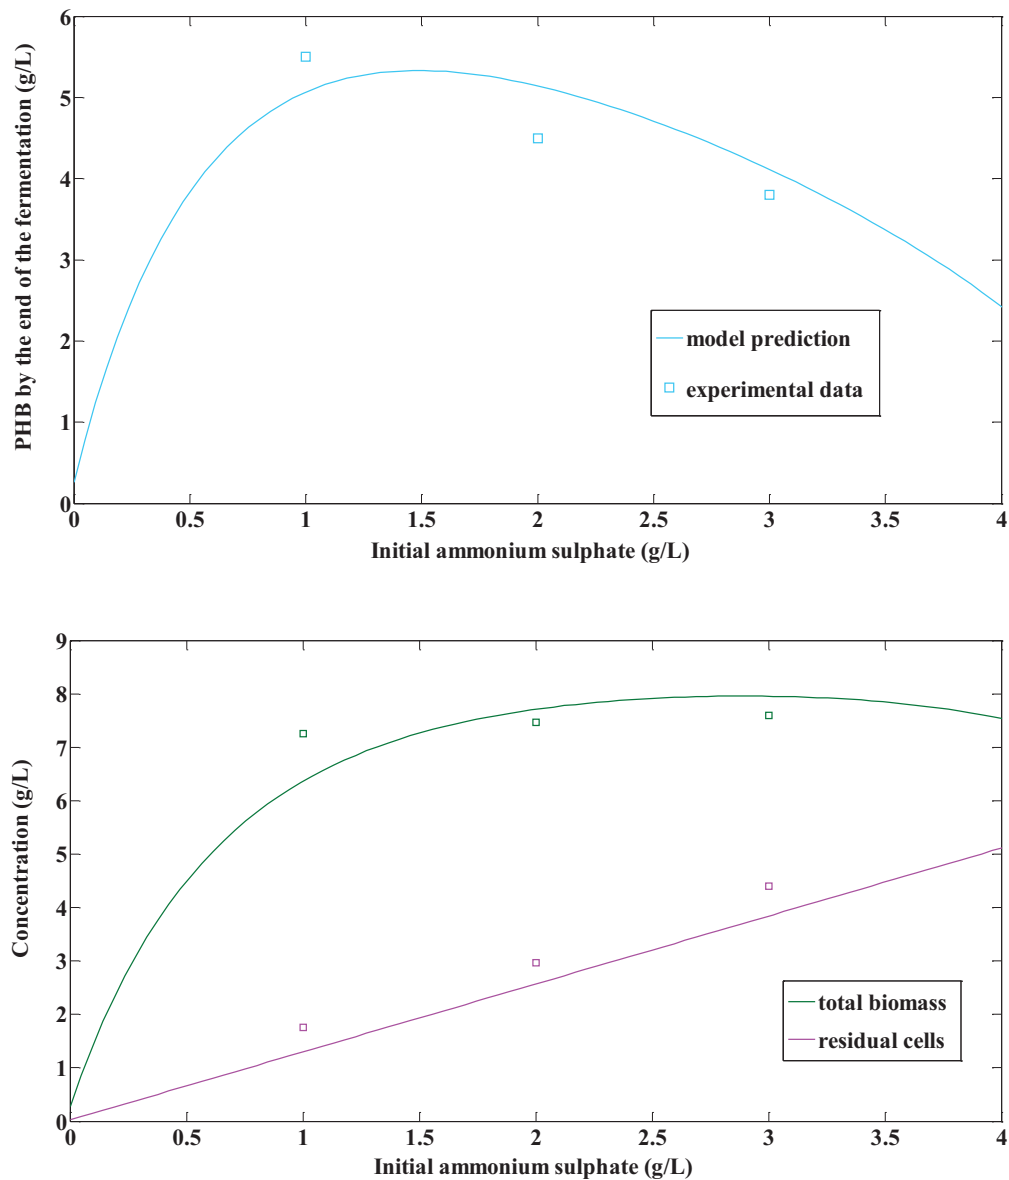 PHB by the end of the fermentation (g/L)
6
5
4
3
2
1
0
0 0.5 1 1.5 2 2.5 3 3.5 4
Initial ammonium sulphate (g/L)
model prediction
experimental data
Concentration (g/L)
9
8
7
6
5
4
3
2
1
0
0 0.5 1 1.5 2 2.5 3 3.5 4
Initial ammonium sulphate (g/L)
total biomass
residual cells